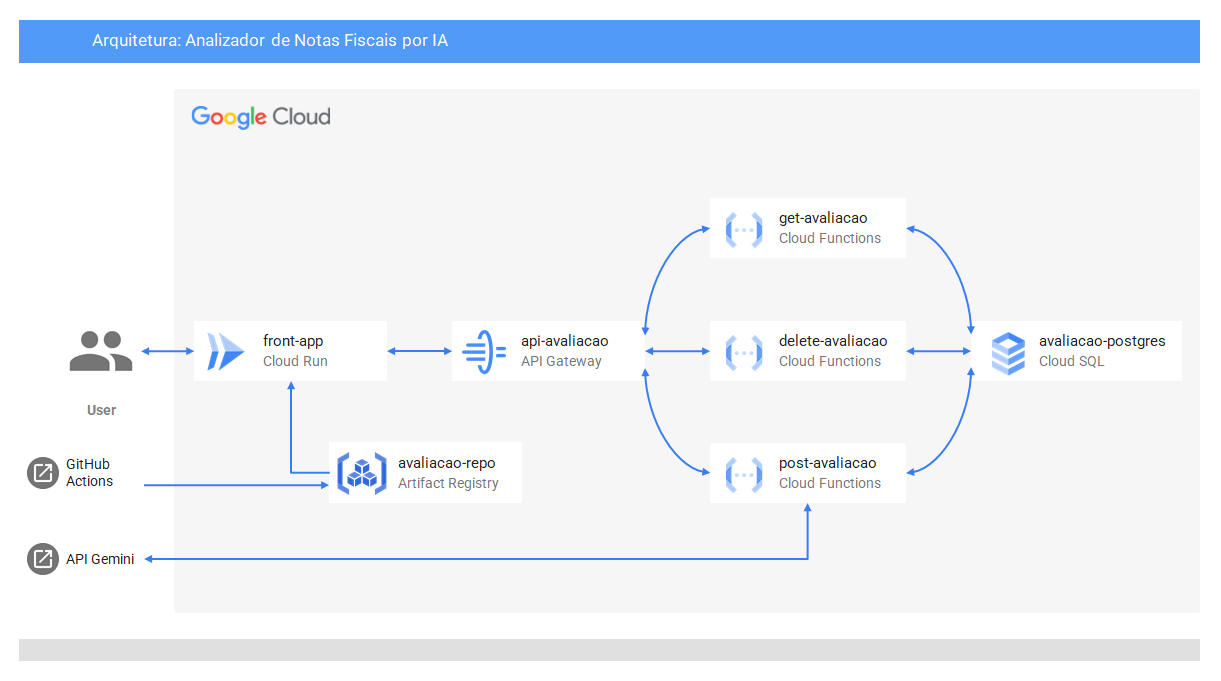 Arquitetura: Analizador de Notas Fiscais por IA
Google Cloud
get-avaliacao
Cloud Functions
front-app
Cloud Run
api-avaliacao
API Gateway
delete-avaliacao
Cloud Functions
avaliacao-postgres
Cloud SQL
User
GitHub
Actions
avaliacao-repo
Artifact Registry
post-avaliacao
Cloud Functions
API Gemini